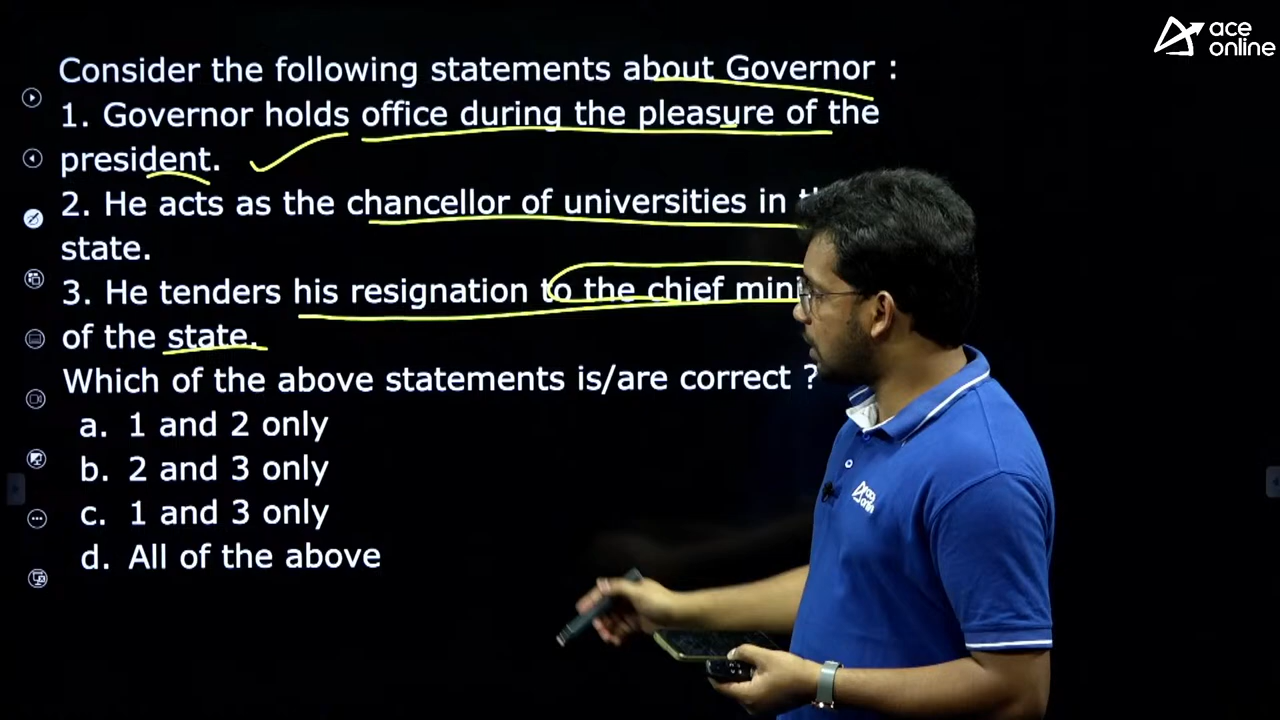 ace
online
Consider the following statements about Governor :
1. Governor holds office during the pleasure of the
president.
2. He acts as the chancellor of universities in
state.
3. He tenders his resignation to the chief
of the state.
Which of the above statements is/are correct ?
a. 1 and 2 only
b. 2 and 3 only
c. 1 and 3 only
d. All of the above
ace